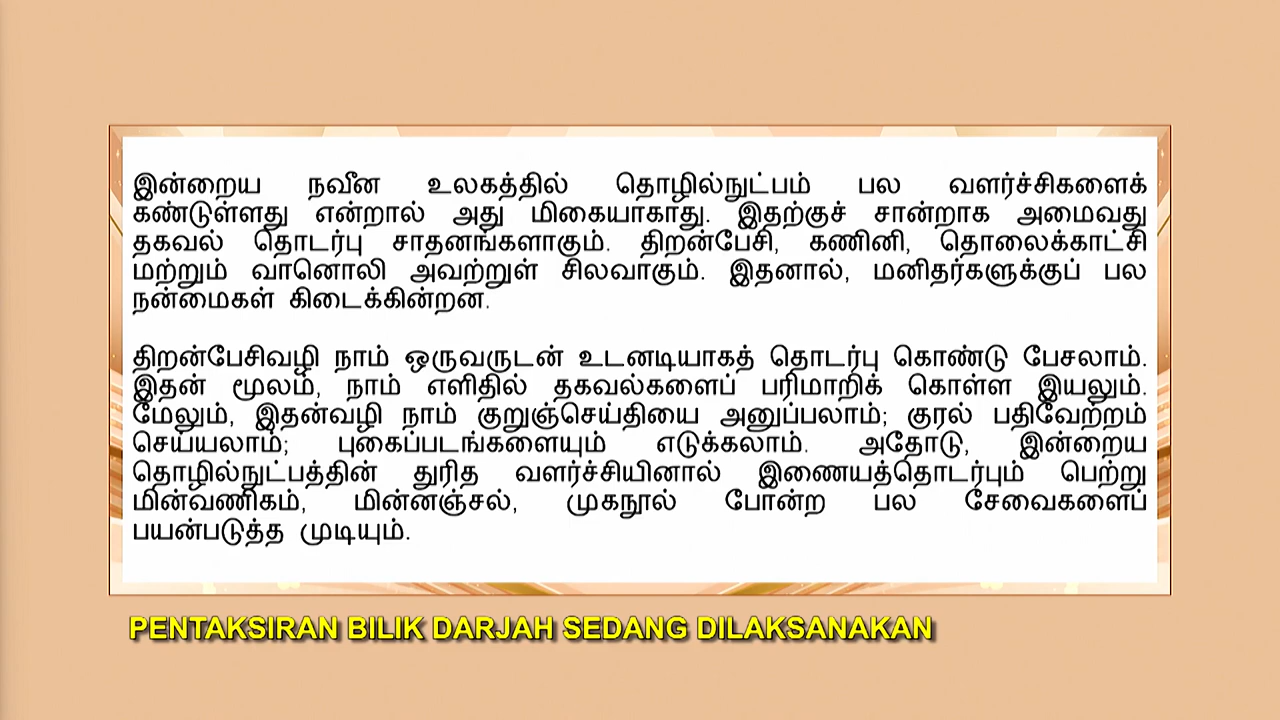 இன்றைய நவீன உலகத்தில் தொழில்நுட்பம் பல வளர்ச்சிகளைக்
கண்டுள்ளது என்றால் அது மிகையாகாது. இதற்குச் சான்றாக அமைவது
தகவல் தொடர்பு சாதனங்களாகும். திறன்பேசி, கணினி, தொலைக்காட்சி
மற்றும் வானொலி அவற்றுள் சிலவாகும். இதனால், மனிதர்களுக்குப் பல
நன்மைகள் கிடைக்கின்றன.
திறன்பேசிவழி நாம் ஒருவருடன் உடனடியாகத் தொடர்பு கொண்டு பேசலாம்.
இதன் மூலம், நாம் எளிதில் தகவல்களைப் பரிமாறிக் கொள்ள இயலும்.
மேலும், இதன்வழி நாம் குறுஞ்செய்தியை அனுப்பலாம்; குரல் பதிவேற்றம்
செய்யலாம்; புகைப்படங்களையும் எடுக்கலாம். அதோடு, இன்றைய
தொழில்நுட்பத்தின் துரித வளர்ச்சியினால் இணையத்தொடர்பும் பெற்று
மின்வணிகம், மின்னஞ்சல், முகநூல் போன்ற பல சேவைகளைப்
பயன்படுத்த முடியும்.
PENTAKSIRAN BILIK DARJAH SEDANG DILAKSANAKAN